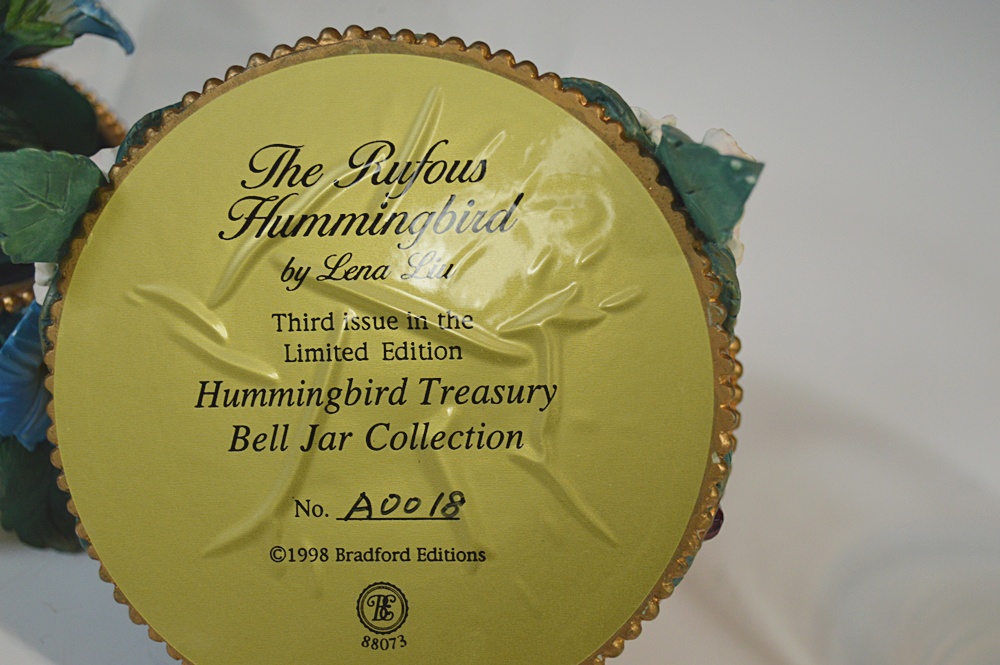 The Rufous
Hummingbird
by Lena Liu
Third issue in the
Limited Edition
Hummingbird Treasury
Bell Jar Collection
No. A0018
©1998 Bradford Editions
BE
88073